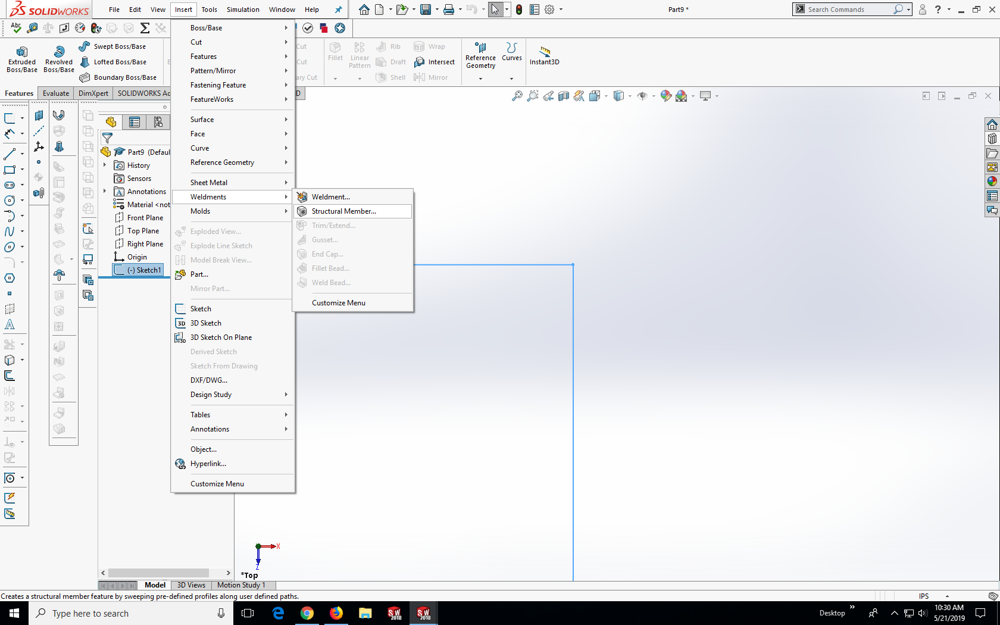 SOLIDWORKS
File Edit View Insert Tools Simulation Window Help
Part9 *
Search Commands
Abc
Extruded Boss/Base
Revolved Boss/Base
Swept Boss/Base
Lofted Boss/Base
Boundary Boss/Base
Cut
Cut
ary Cut
Fillet
Linear Pattern
Rib
Draft
Shell
Wrap
Intersect
Mirror
Reference Geometry
Curves
Instant3D
Features Evaluate DimXpert SOLIDWORKS Ad
D
Part9 (Defaul
History
Sensors
Annotations
Material <not
Front Plane
Top Plane
Right Plane
Origin
(-) Sketch1
Boss/Base
Cut
Features
Pattern/Mirror
Fastening Feature
FeatureWorks
Surface
Face
Curve
Reference Geometry
Sheet Metal
Weldments
Molds
Exploded View...
Explode Line Sketch
Model Break View...
Part...
Mirror Part...
Sketch
3D Sketch
3D Sketch On Plane
Derived Sketch
Sketch From Drawing
DXF/DWG...
Design Study
Tables
Annotations
Object...
Hyperlink...
Customize Menu
Weldment...
Structural Member...
Trim/Extend...
Gusset...
End Cap...
Fillet Bead...
Weld Bead...
Customize Menu
X
Z
*Top
Model 3D Views Motion Study 1
Creates a structural member feature by sweeping pre-defined profiles along user defined paths.
IPS
Type here to search
SW 2018
SW 2018
Desktop
10:30 AM
5/21/2019